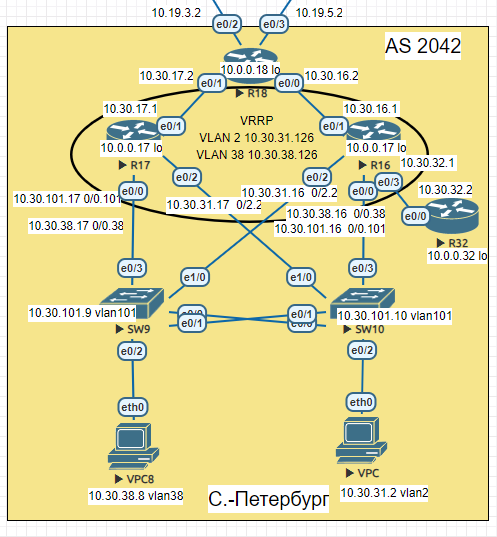 10.19.3.2
10.19.5.2
e0/2
e0/3
AS 2042
10.30.17.2
e0/1
10.0.0.18 lo
e0/0
10.30.16.2
R18
10.30.17.1
VRRP
10.30.16.1
e0/1
VLAN 2 10.30.31.126
e0/1
10.0.0.17 lo
VLAN 38 10.30.38.126
10.0.0.17 lo
R17
R16
10.30.32.1
e0/2
e0/2
e0/3
e0/0
e0/0
10.30.32.2
10.30.101.17 0/0.101
10.30.31.17 0/2.2
10.30.31.16 0/2.2
10.30.38.16 0/0.38
e0/0
10.30.38.17 0/0.38
10.30.101.16 0/0.101
R32
10.0.0.32 lo
e0/3
e1/0
e1/0
e0/3
10.30.101.9 vlan101
e0/1
e0/1
e0/0
10.30.101.10 vlan101
SW9
SW10
e0/2
e0/2
eth0
eth0
VPC8
VPC
10.30.38.8 vlan38
С.-Петербург
10.30.31.2 vlan2